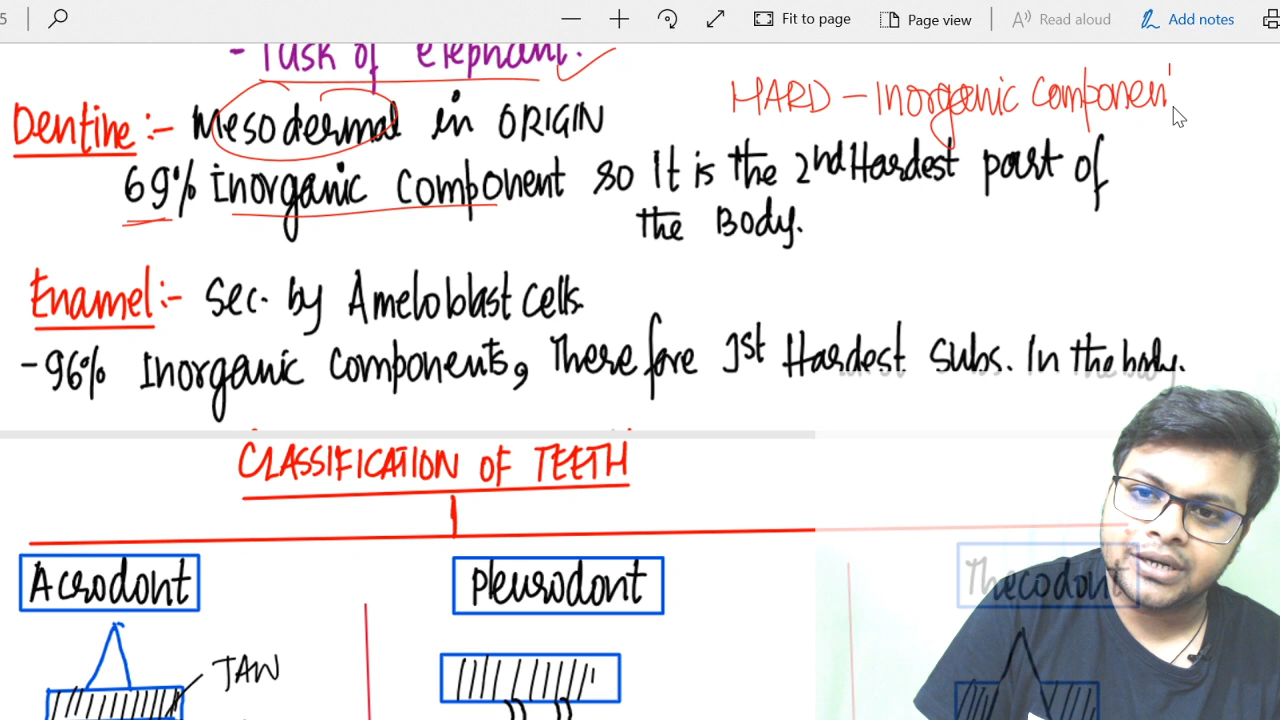 5 Fit to page Page view Read aloud Add notes
- Tusk of elephant.
HARD - Inorganic Component
Dentine :- Mesodermal in ORIGIN
69% Inorganic Component so It is the 2nd Hardest part of
the Body.
Enamel :- Sec. by Ameloblast cells.
- 96% Inorganic Components, Therefore 1st Hardest Subs. In the body.
CLASSIFICATION OF TEETH
Acrodont Pleurodont Thecodont
JAW